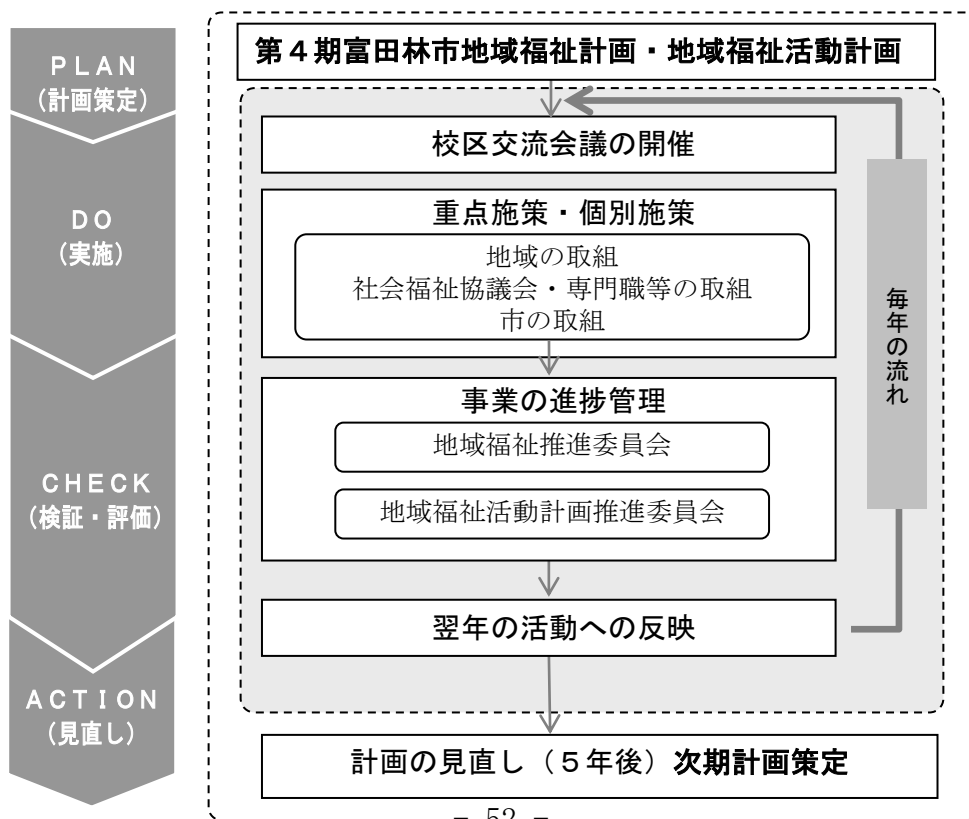 PLAN
(計画策定)
DO
(実施)
CHECK
(検証・評価)
ACTION
(見直し)
第4期富田林市地域福祉計画・地域福祉活動計画
校区交流会議の開催
重点施策・個別施策
地域の取組
社会福祉協議会・専門職等の取組
市の取組
事業の進捗管理
地域福祉推進委員会
地域福祉活動計画推進委員会
翌年の活動への反映
毎年の流れ
計画の見直し(5年後)次期計画策定
- 52 -